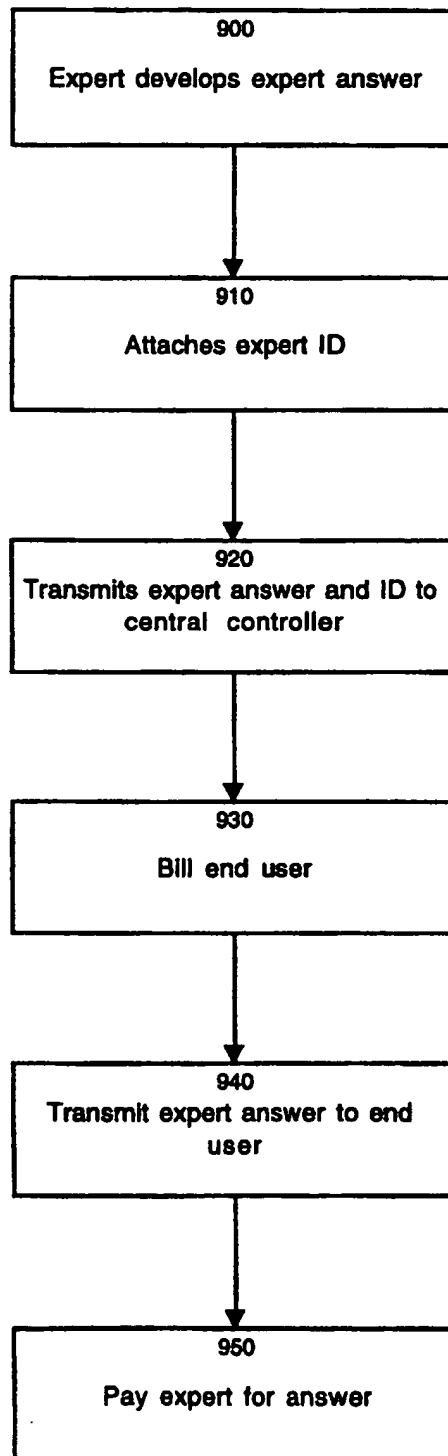 900
Expert develops expert answer
910
Attaches expert ID
920
Transmits expert answer and ID to
central controller
930
Bill end user
940
Transmit expert answer to end
user
950
Pay expert for answer